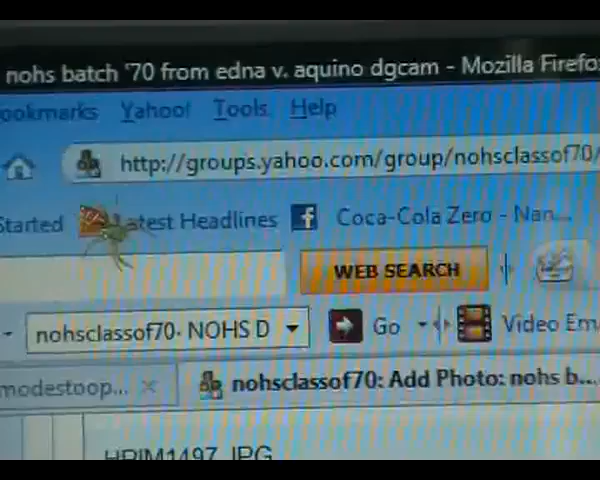 nohs batch '70 from edna v. aquino dgcam - Mozilla Firefo
ookmarks Yahoo! Tools Help
http://groups.yahoo.com/group/nohsclassof70/
Started Latest Headlines Coca-Cola Zero - Nan...
WEB SEARCH
nohsclassof70- NOHS D Go Video Em
modestoop... nohsclassof70: Add Photo: nohs b...
HPIM1497.JPG